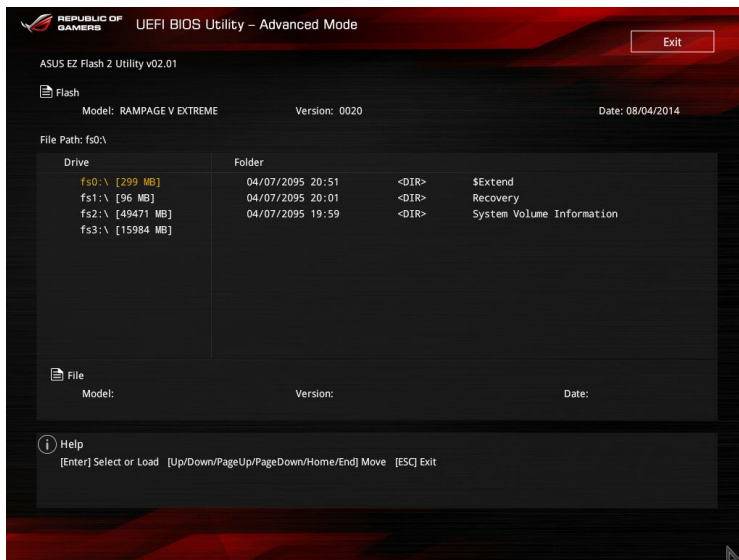 REPUBLIC OF
GAMERS
UEFI BIOS Utility – Advanced Mode
Exit
ASUS EZ Flash 2 Utility v02.01
Flash
Model: RAMPAGE V EXTREME Version: 0020 Date: 08/04/2014
File Path: fs0:\
Drive Folder
fs0:\ [299 MB] 04/07/2095 20:51 <DIR> $Extend
fs1:\ [96 MB] 04/07/2095 20:01 <DIR> Recovery
fs2:\ [49471 MB] 04/07/2095 19:59 <DIR> System Volume Information
fs3:\ [15984 MB]
File
Model: Version: Date:
Help
[Enter] Select or Load [Up/Down/PageUp/PageDown/Home/End] Move [ESC] Exit